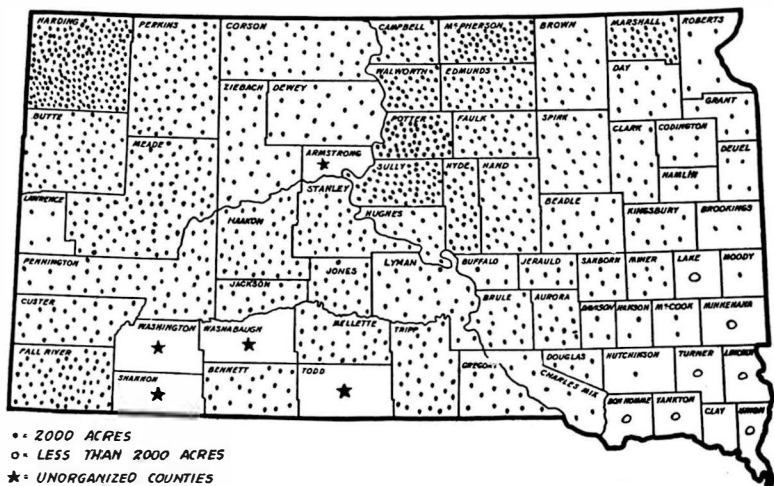 HARDING PERKINS CORSON CAMPBELL McPHERSON BROWN MARSHALL ROBERTS
WALWORTH EDMUNDS DAY
ZIEBACH DEWEY GRANT
BUTTE POTTER FAULK SPINK CLARK CODINGTON
MEADE ARMSTRONG DEUEL
SULLY HYDE HAND HAMLIN
LAWRENCE STANLEY
HAAKON HUGHES BEADLE KINGSBURY BROOKINGS
PENNINGTON JONES LYMAN BUFFALO JERAULD SANBORN MINER LAKE MOODY
JACKSON
CUSTER BRULE AURORA DAVISON HANSON McCOOK MINNEHAHA
WASHINGTON WASHABAUGH MELLETTE TRIPP
FALL RIVER DOUGLAS HUTCHINSON TURNER LINCOLN
SHANNON BENNETT TODD GREGORY CHARLES MIX
BON HOMME YANKTON CLAY UNION
• = 2000 ACRES
o = LESS THAN 2000 ACRES
★ = UNORGANIZED COUNTIES